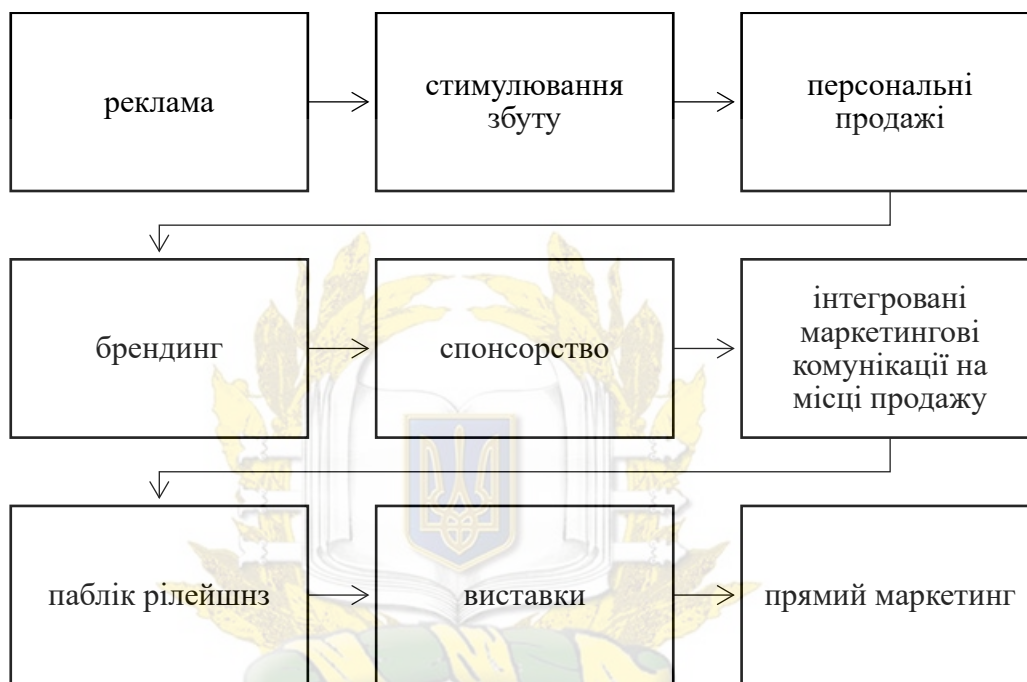 реклама
стимулювання
збуту
персональні
продажі
брендинг
спонсорство
інтегровані
маркетингові
комунікації на
місці продажу
паблік рілейшнз
виставки
прямий маркетинг